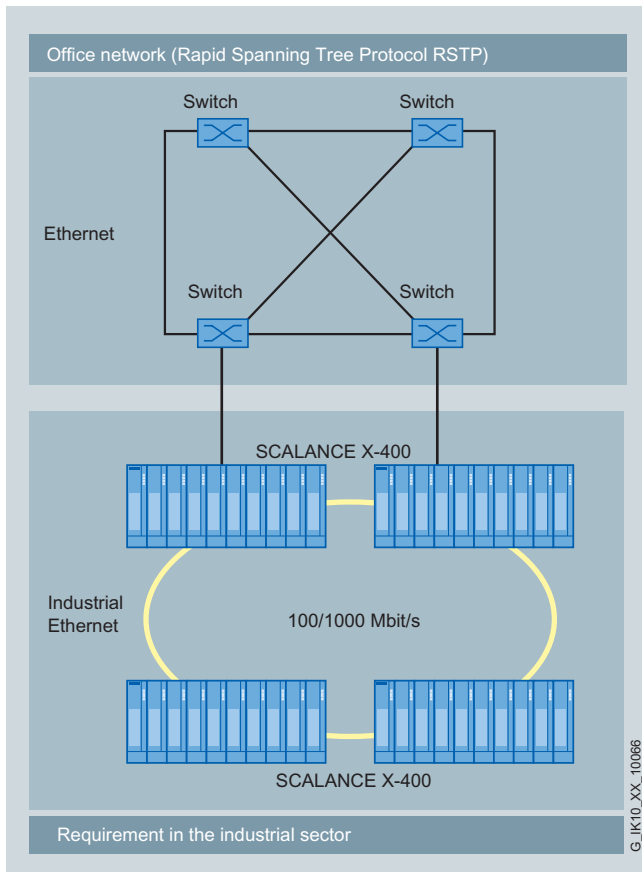 Office network (Rapid Spanning Tree Protocol RSTP)
Switch
Switch
Ethernet
Switch
Switch
SCALANCE X-400
Industrial
Ethernet
100/1000 Mbit/s
SCALANCE X-400
Requirement in the industrial sector
G_IK10_XX_10066